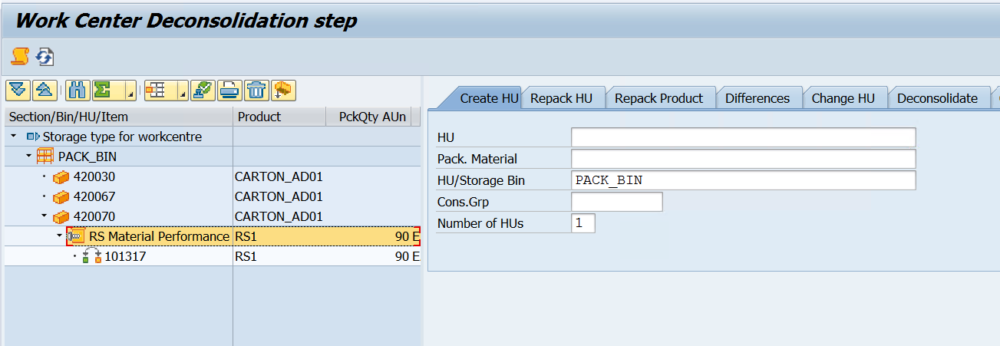 Work Center Deconsolidation step
Section/Bin/HU/Item Product PckQty AUn
Storage type for workcentre
PACK_BIN
420030 CARTON_AD01
420067 CARTON_AD01
420070 CARTON_AD01
RS Material Performance RS1 90 E
101317 RS1 90 E
Create HU Repack HU Repack Product Differences Change HU Deconsolidate
HU
Pack. Material
HU/Storage Bin PACK_BIN
Cons.Grp
Number of HUs 1